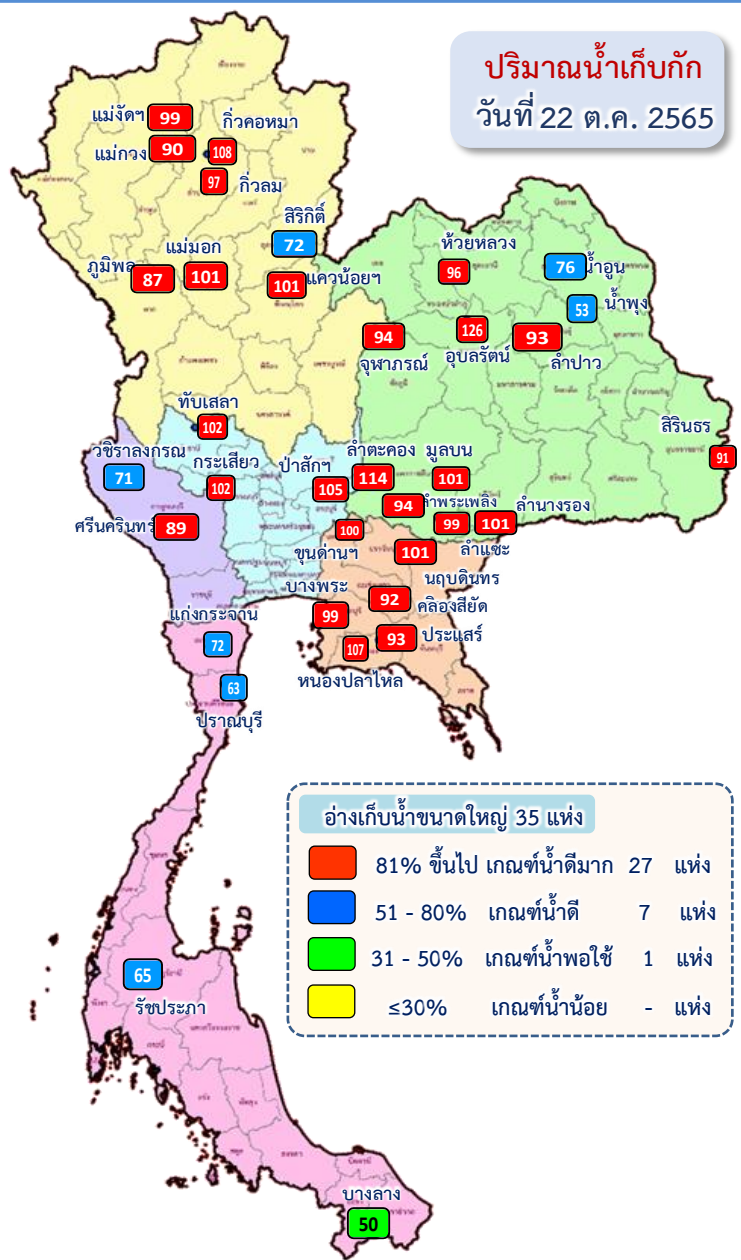 ปริมาณน้ำเก็บกัก
วันที่ 22 ต.ค. 2565
แม่งัดฯ 99
แม่กวง 90
กิ่วคอหมา
108
97 กิ่วลม
สิริกิติ์
72
แม่มอก
ภูมิพล 87
101
101 แควน้อยฯ
ห้วยหลวง
96
76 น้ำอูน
53 น้ำพุง
94
จุฬาภรณ์
126
อุบลรัตน์
93
ลำปาว
สิรินธร
91
ทับเสลา
102
วชิราลงกรณ
71
กระเสียว
102
ป่าสักฯ
105
ลำตะคอง
114
มูลบน
101
94 ลำพระเพลิง
99
ลำแซะ
ลำนางรอง
101
ศรีนครินทร์
89
100
ขุนด่านฯ
101
นฤบดินทร
บางพระ
99
92 คลองสียัด
93 ประแสร์
107
หนองปลาไหล
แก่งกระจาน
72
63
ปราณบุรี
65
รัชประภา
บางลาง
50
อ่างเก็บน้ำขนาดใหญ่ 35 แห่ง
81% ขึ้นไป เกณฑ์น้ำดีมาก 27 แห่ง
51 - 80% เกณฑ์น้ำดี 7 แห่ง
31 - 50% เกณฑ์น้ำพอใช้ 1 แห่ง
≤30% เกณฑ์น้ำน้อย - แห่ง